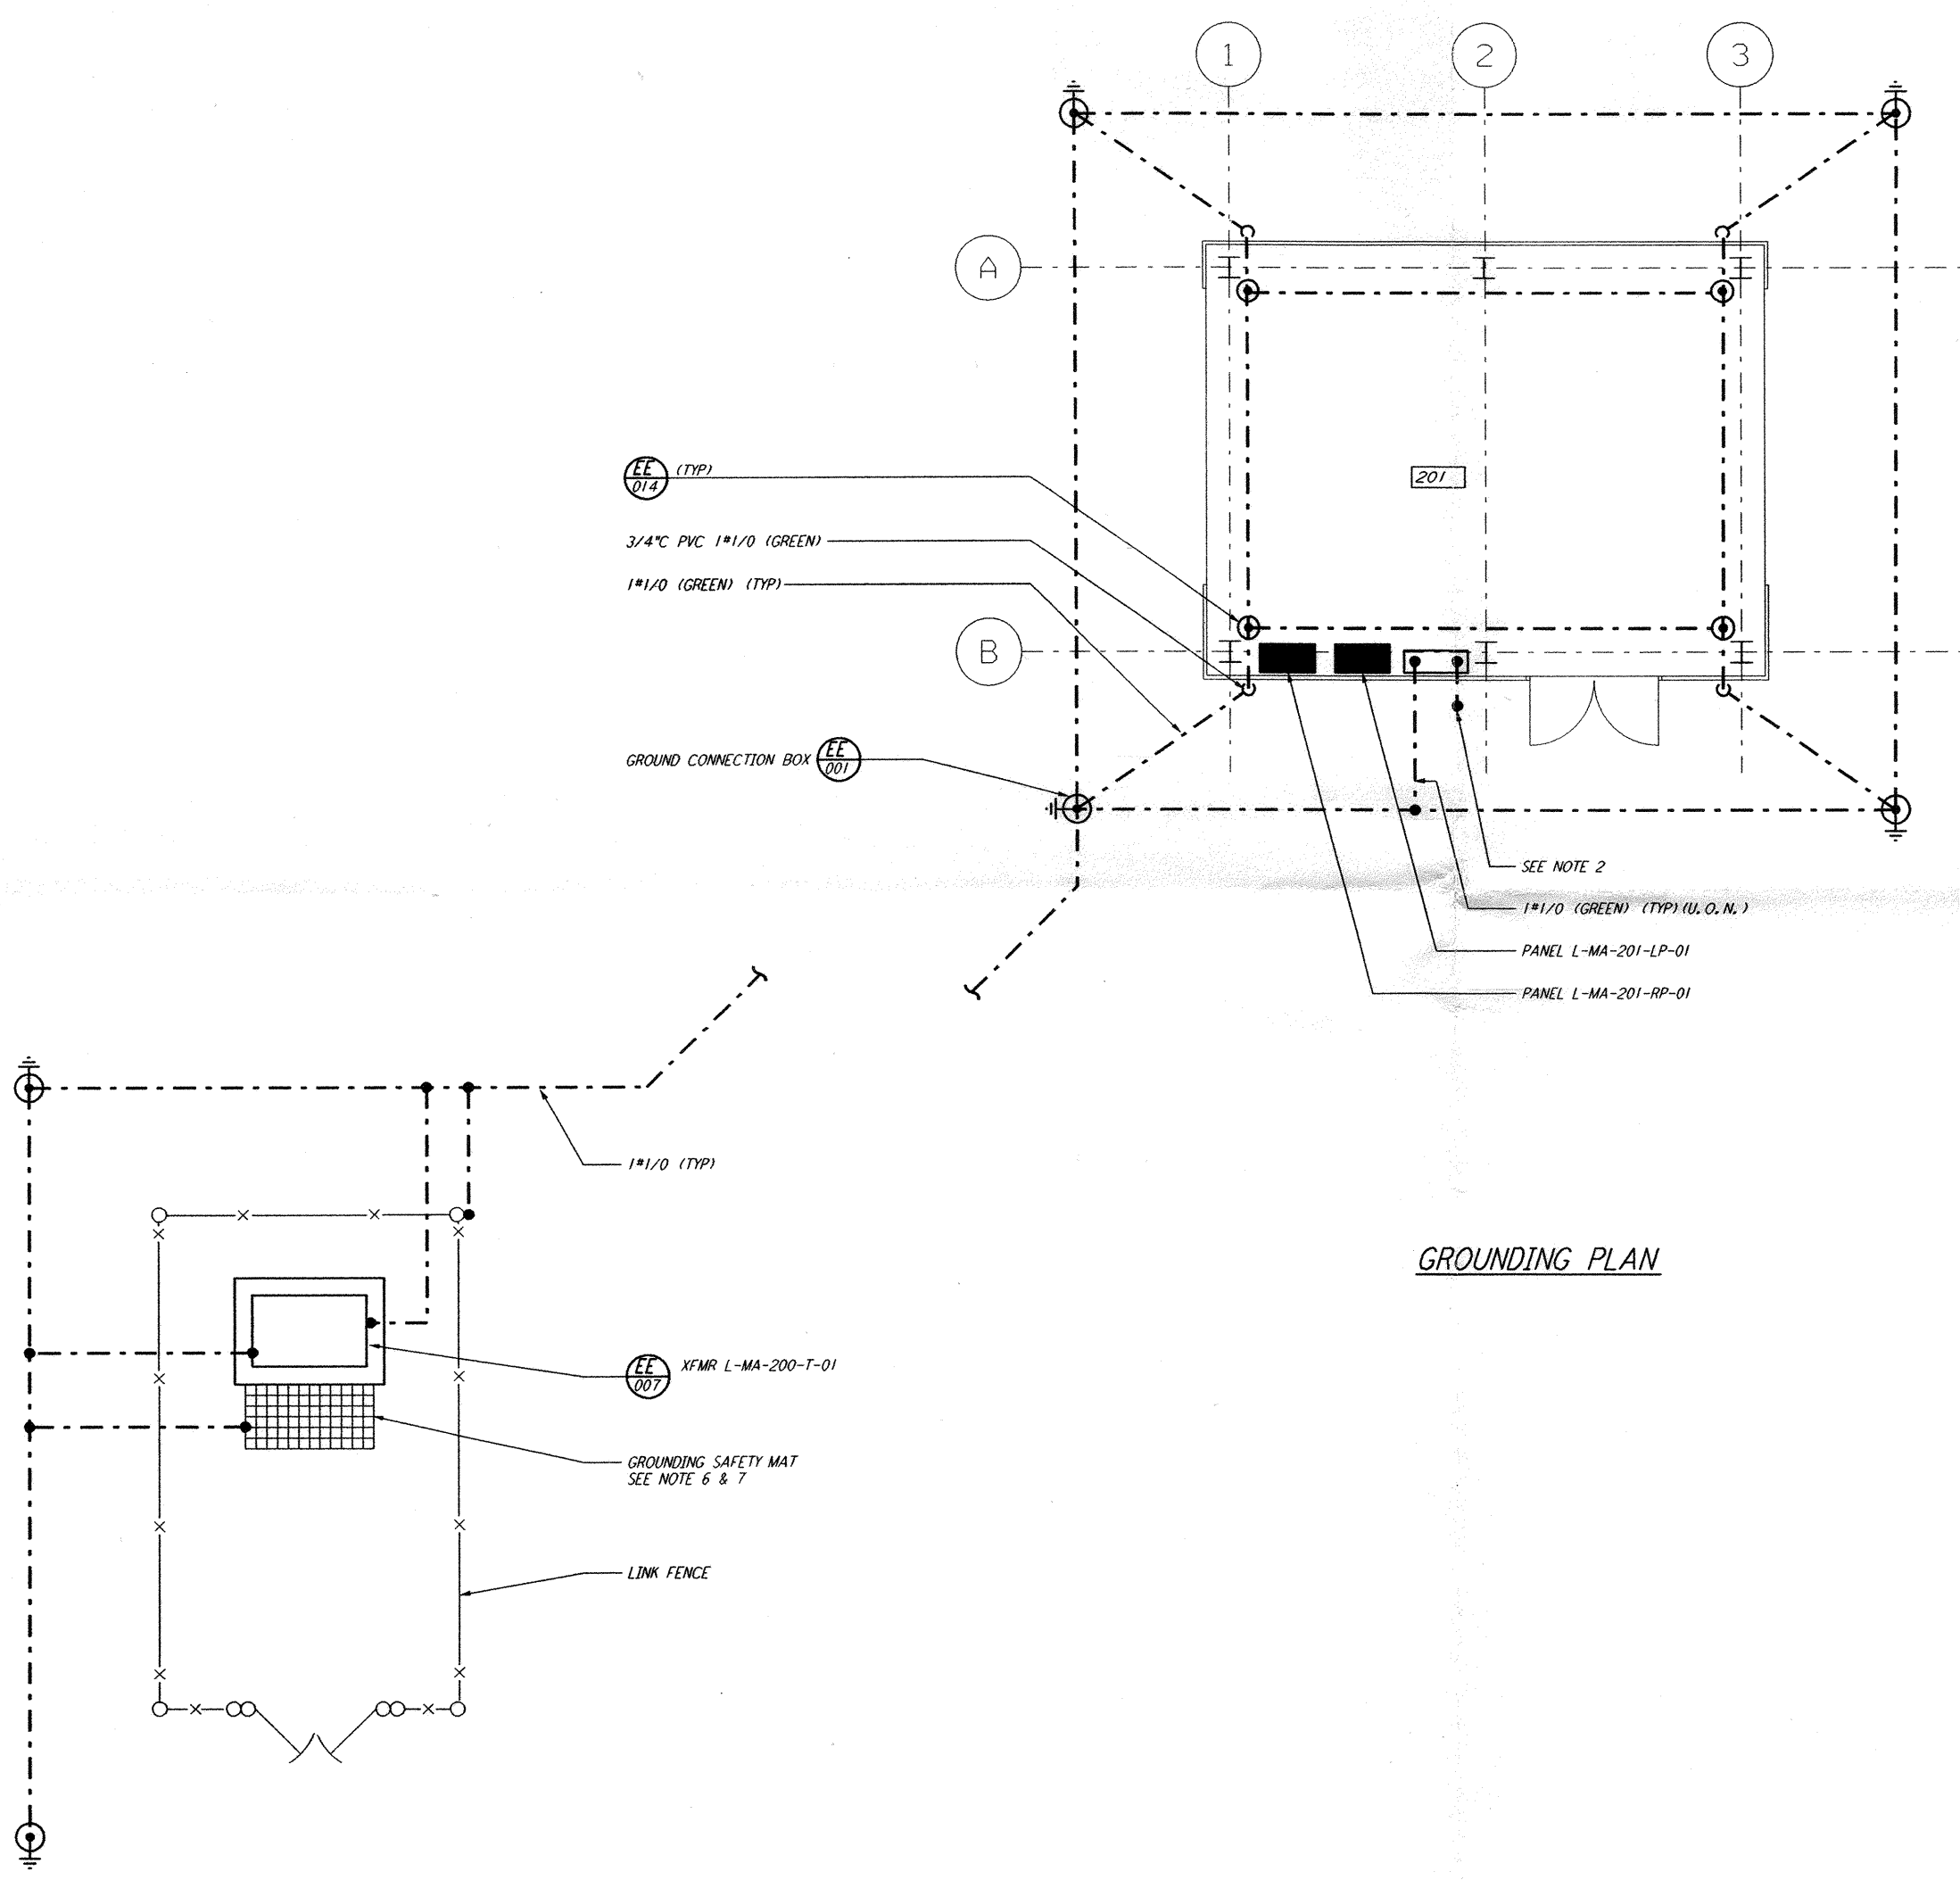 1
2
3
A
EE (TYP)
014
201
3/4"C PVC 1#1/0 (GREEN)
1#1/0 (GREEN) (TYP)
B
GROUND CONNECTION BOX EE
001
SEE NOTE 2
1#1/0 (GREEN) (TYP)(U.O.N.)
PANEL L-MA-201-LP-01
PANEL L-MA-201-RP-01
1#1/0 (TYP)
GROUNDING PLAN
EE XFMR L-MA-200-T-01
007
GROUNDING SAFETY MAT
SEE NOTE 6 & 7
LINK FENCE